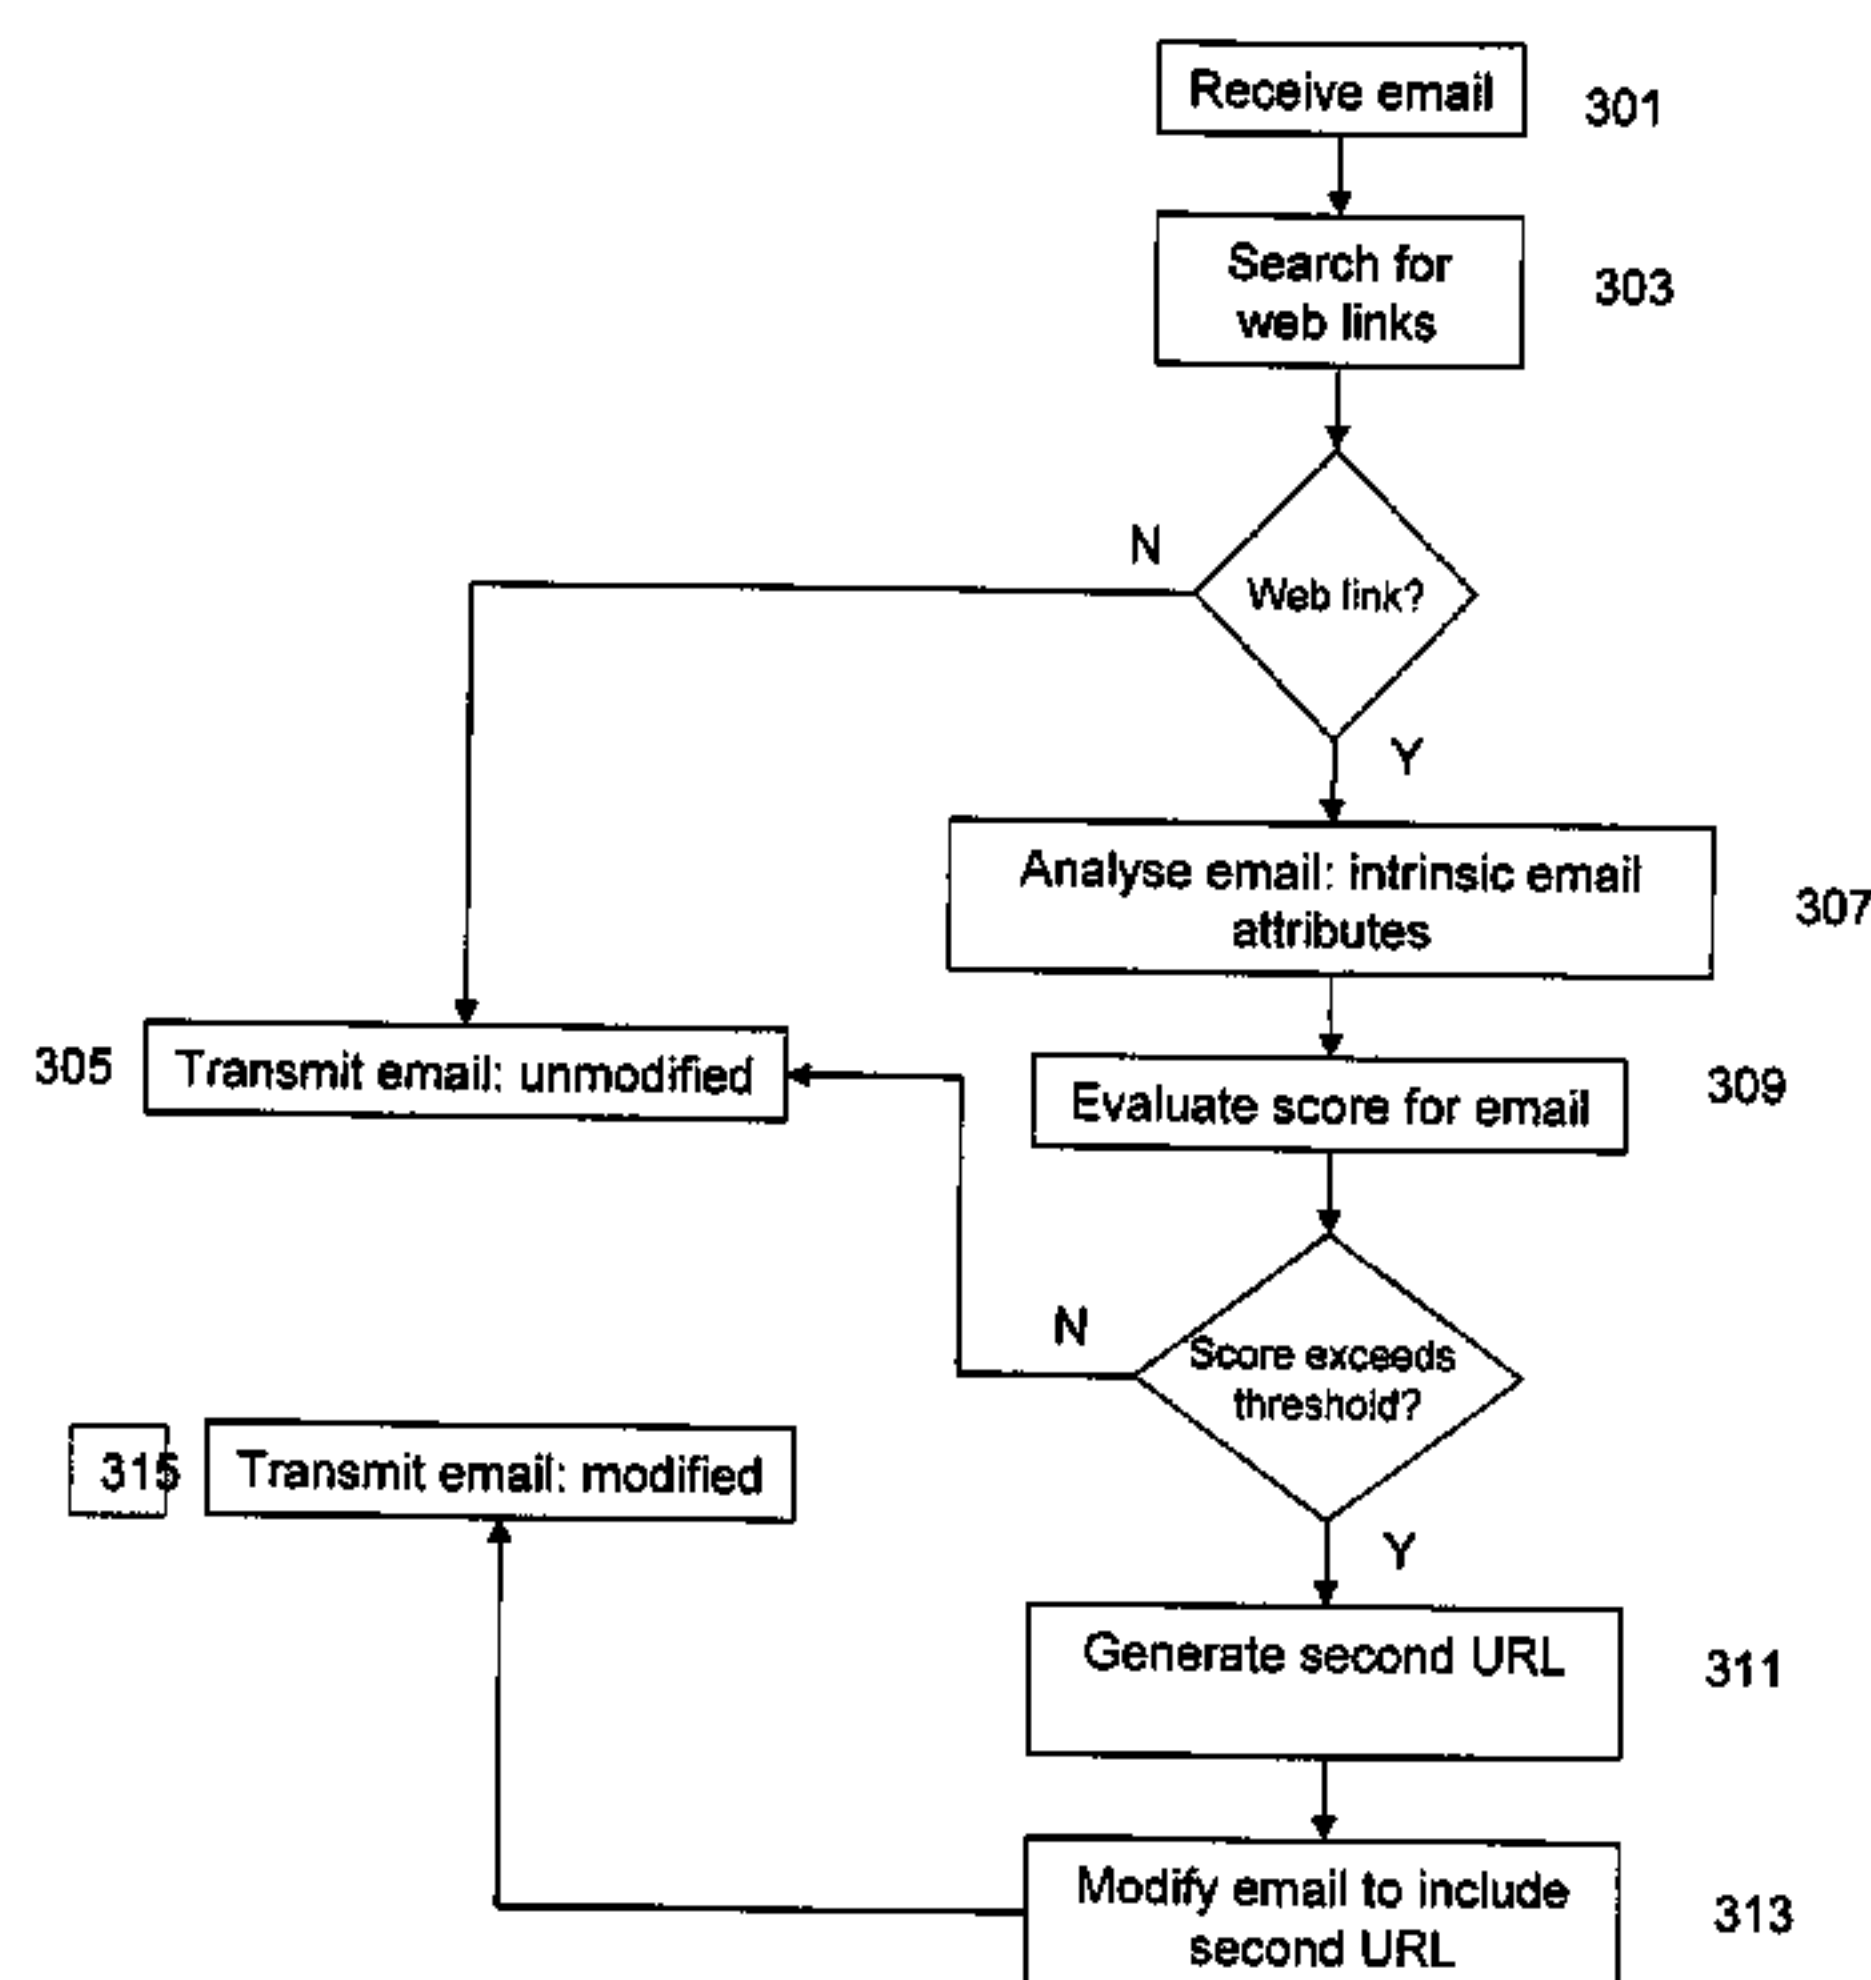 Receive email
301
Search for
web links
303
N
Web link?
Y
Analyse email: intrinsic email
attributes
307
305
Transmit email: unmodified
Evaluate score for email
309
N
Score exceeds
threshold?
315
Transmit email: modified
Y
Generate second URL
311
Modify email to include
second URL
313